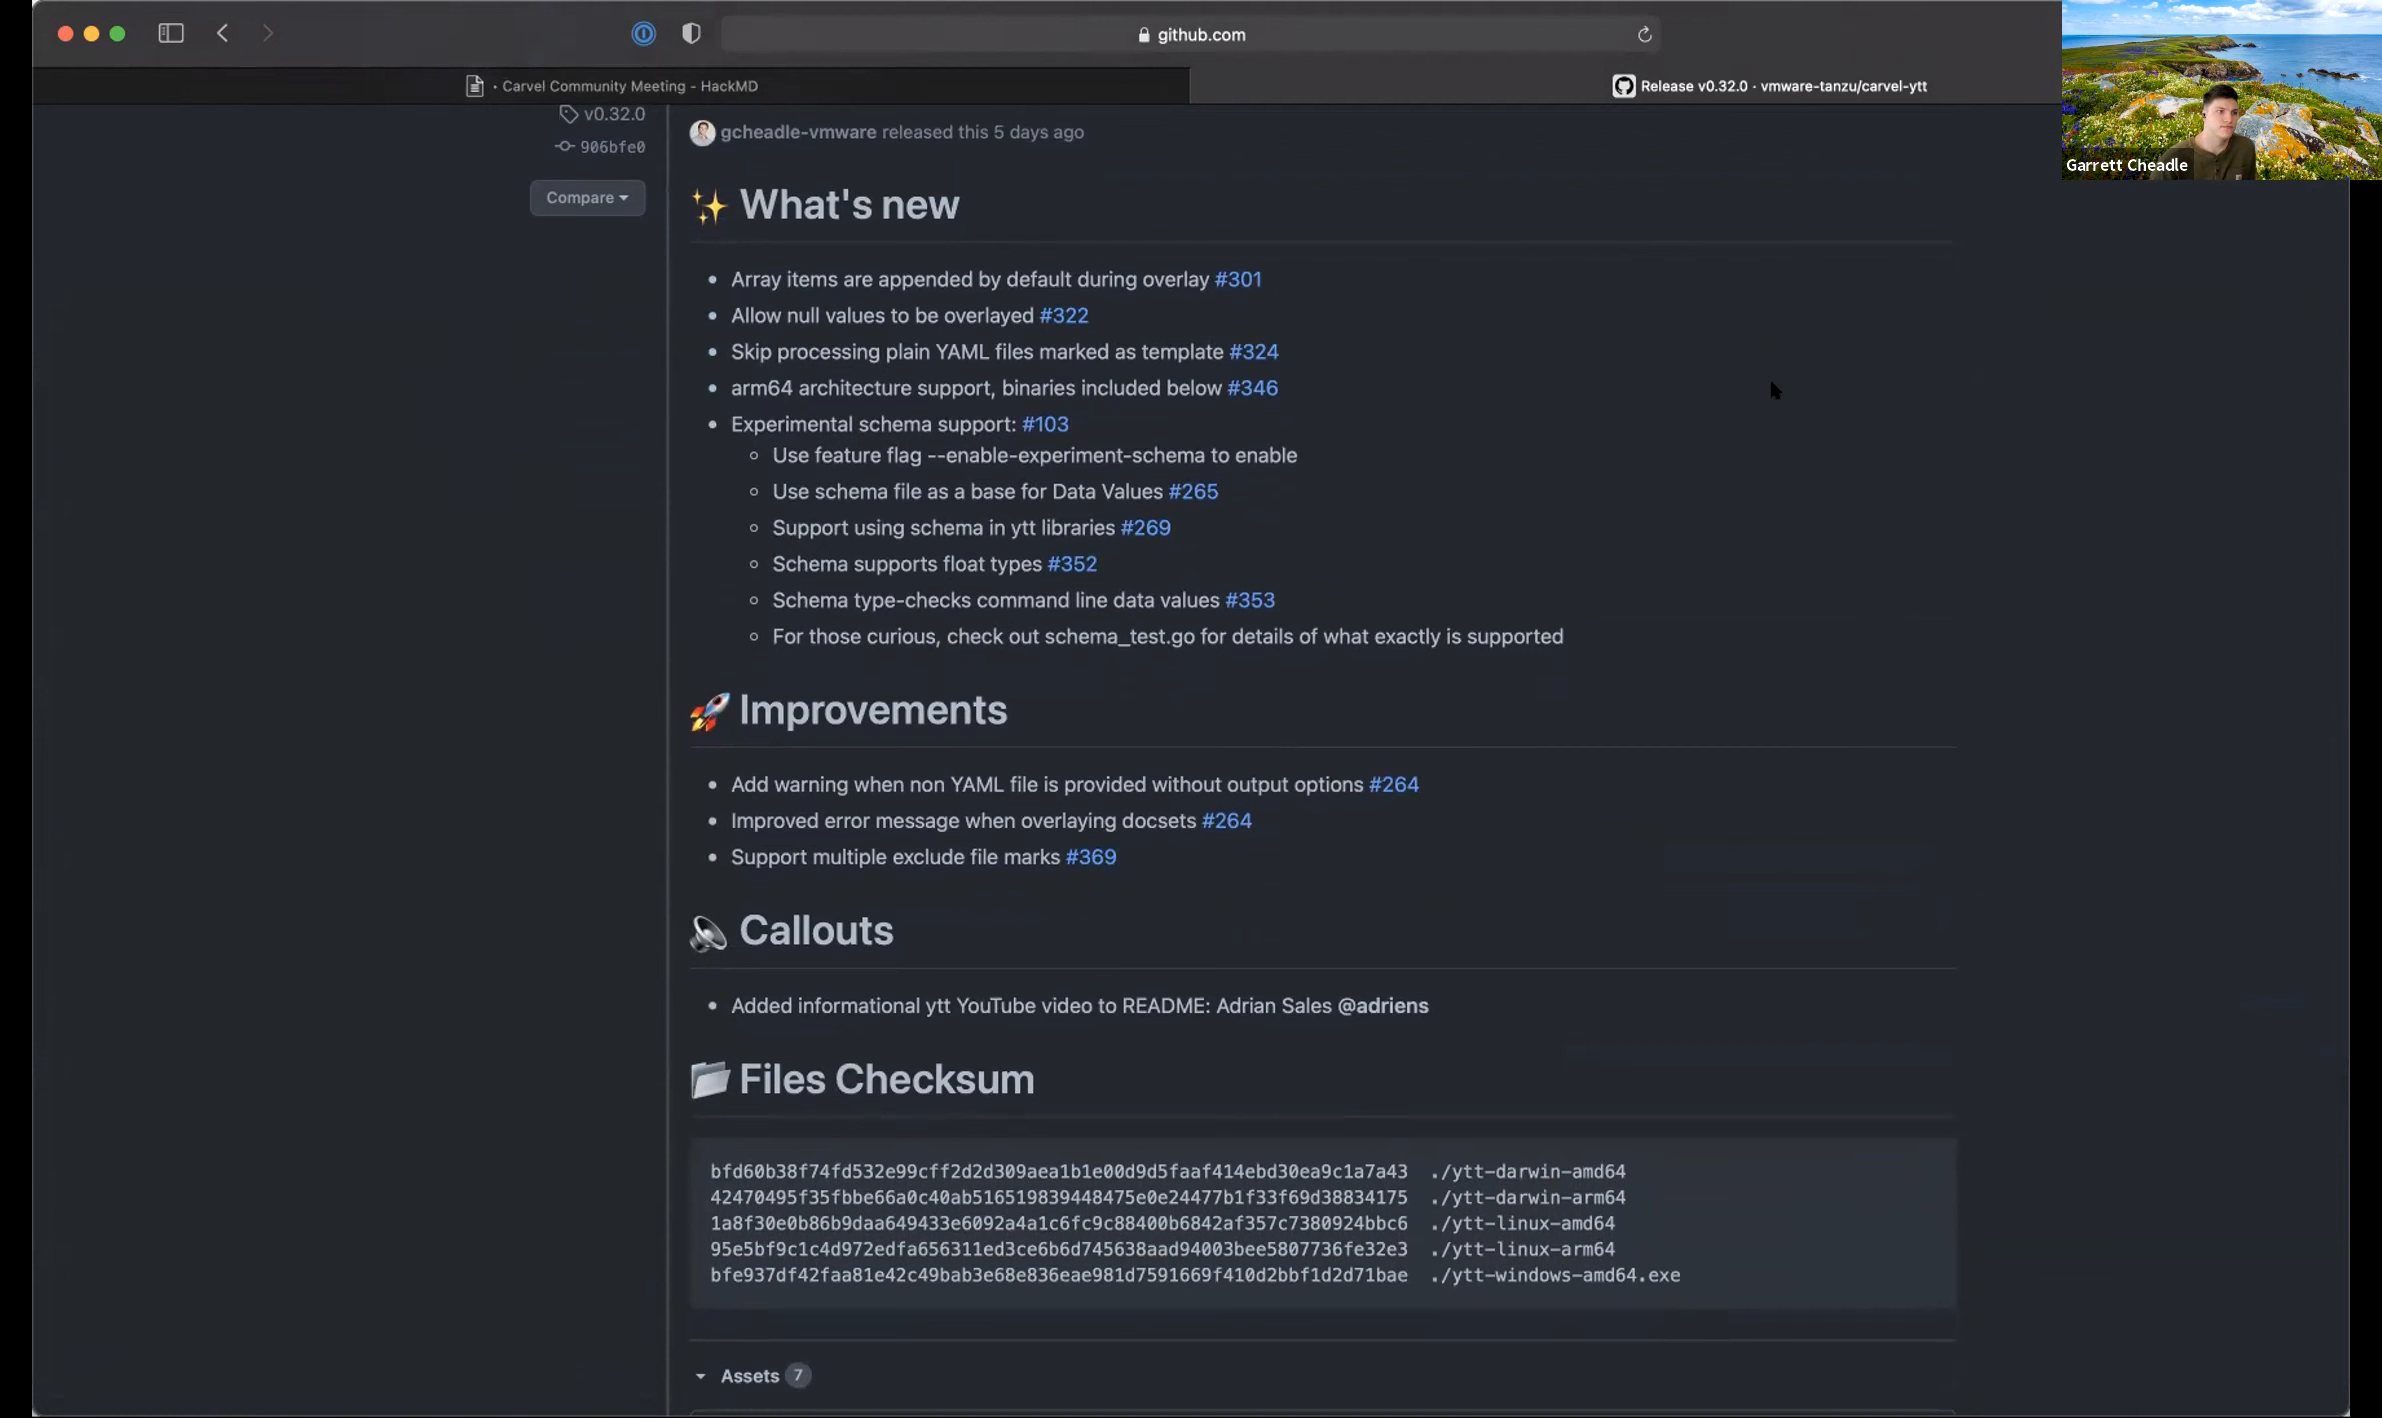 github.com
· Carvel Community Meeting - HackMD
Release v0.32.0 · vmware-tanzu/carvel-ytt
Garrett Cheadle
v0.32.0
906bfe0
Compare
gcheadle-vmware released this 5 days ago
What's new
Array items are appended by default during overlay #301
Allow null values to be overlayed #322
Skip processing plain YAML files marked as template #324
arm64 architecture support, binaries included below #346
Experimental schema support: #103
Use feature flag --enable-experiment-schema to enable
Use schema file as a base for Data Values #265
Support using schema in ytt libraries #269
Schema supports float types #352
Schema type-checks command line data values #353
For those curious, check out schema_test.go for details of what exactly is supported
Improvements
Add warning when non YAML file is provided without output options #264
Improved error message when overlaying docsets #264
Support multiple exclude file marks #369
Callouts
Added informational ytt YouTube video to README: Adrian Sales @adriens
Files Checksum
bfd60b38f74fd532e99cff2d2d309aea1b1e00d9d5faaf414ebd30ea9c1a7a43 ./ytt-darwin-amd64
42470495f35fbbe66a0c40ab516519839448475e0e24477b1f33f69d38834175 ./ytt-darwin-arm64
1a8f30e0b86b9daa649433e6092a4a1c6fc9c88400b6842af357c7380924bbc6 ./ytt-linux-amd64
95e5bf9c1c4d972edfa656311ed3ce6b6d745638aad94003bee5807736fe32e3 ./ytt-linux-arm64
bfe937df42faa81e42c49bab3e68e836eae981d7591669f410d2bbf1d2d71bae ./ytt-windows-amd64.exe
Assets 7